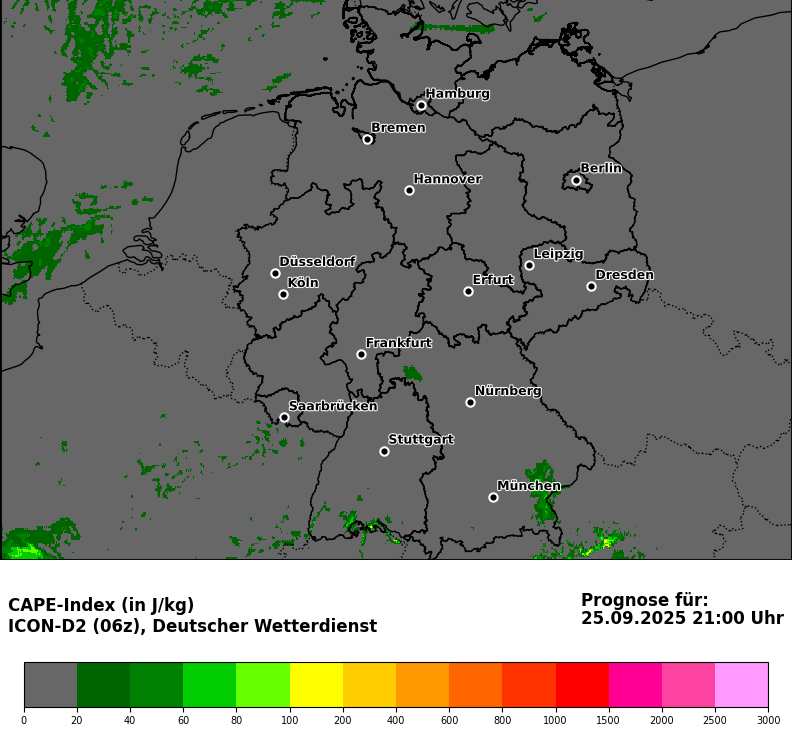 Hamburg
Bremen
Berlin
Hannover
Düsseldorf
Leipzig
Köln
Erfurt
Dresden
Frankfurt
Nürnberg
Saarbrücken
Stuttgart
München
CAPE-Index (in J/kg)
ICON-D2 (06z), Deutscher Wetterdienst
Prognose für:
25.09.2025 21:00 Uhr
0 20 40 60 80 100 200 400 600 800 1000 1500 2000 2500 3000